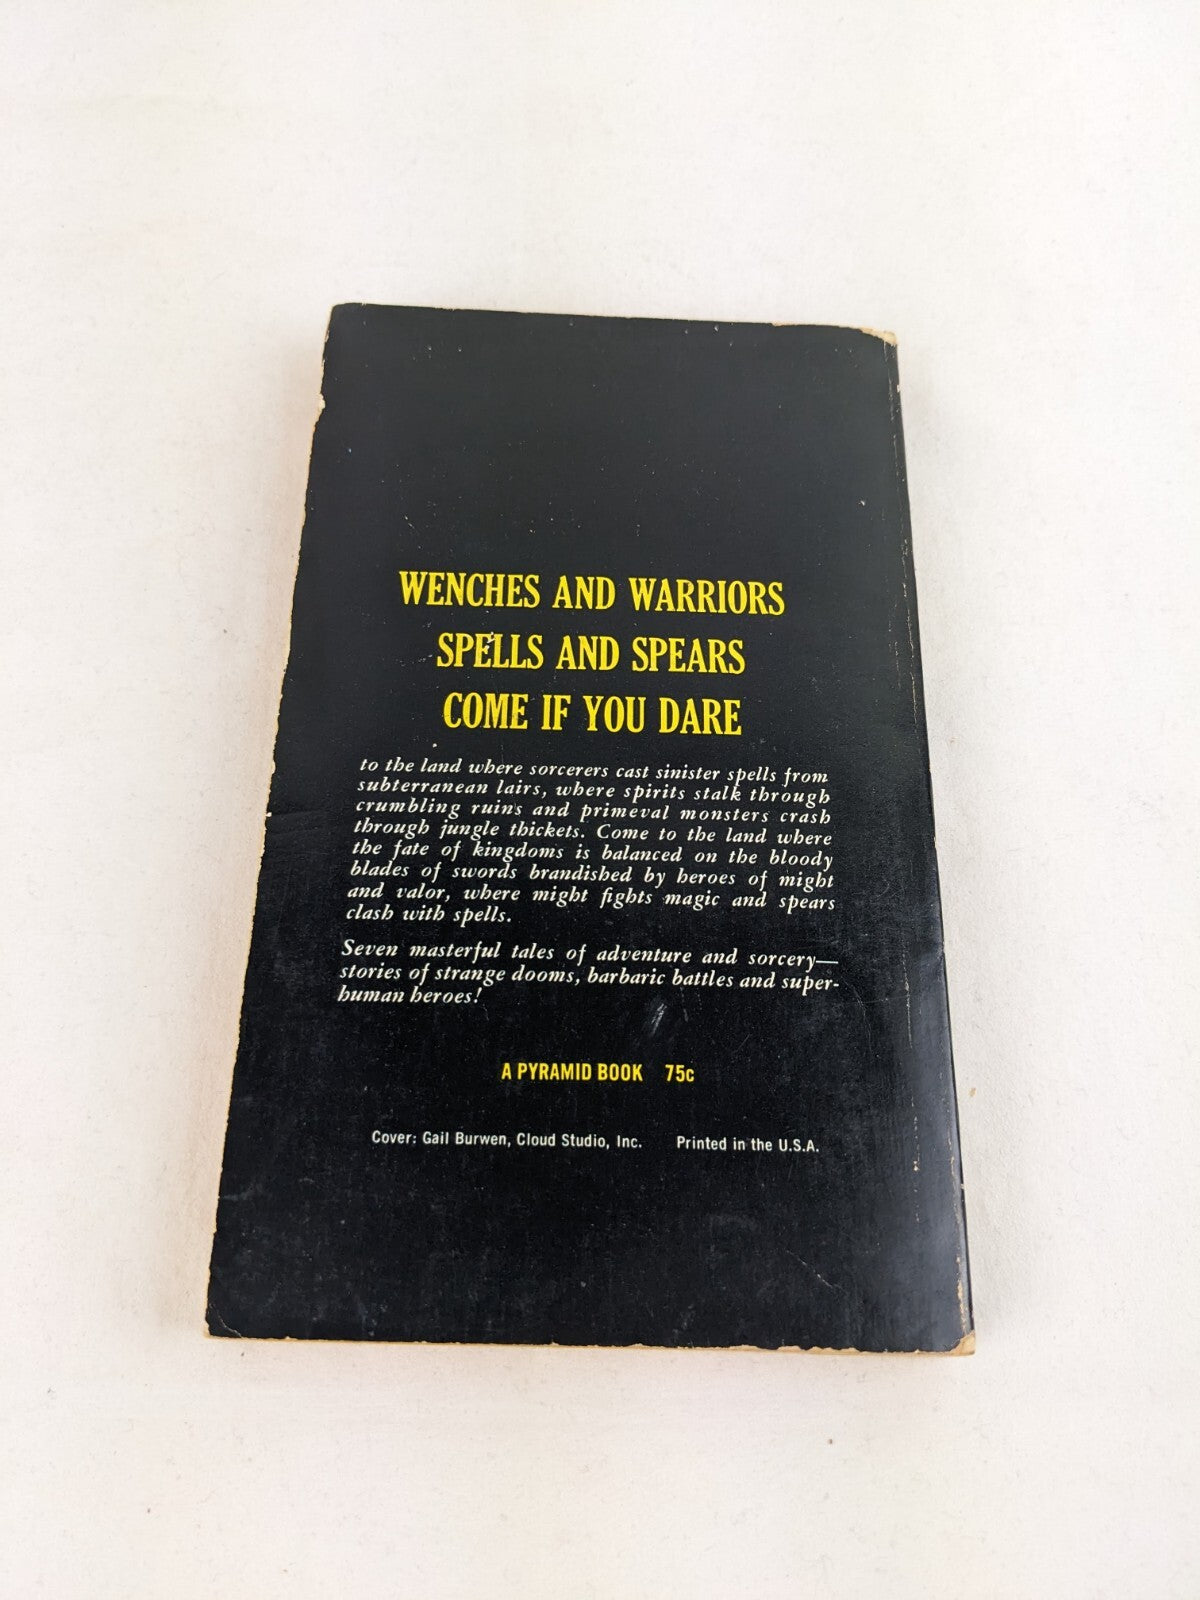 WENCHES AND WARRIORS
SPELLS AND SPEARS
COME IF YOU DARE
to the land where sorcerers cast sinister spells from
subterranean lairs, where spirits stalk through
crumbling ruins and primeval monsters crash
through jungle thickets. Come to the land where
the fate of kingdoms is balanced on the bloody
blades of swords brandished by heroes of might
and valor, where might fights magic and spears
clash with spells.
Seven masterful tales of adventure and sorcery—
stories of strange dooms, barbaric battles and super-
human heroes!
A PYRAMID BOOK 75c
Cover: Gail Burwen, Cloud Studio, Inc. Printed in the U.S.A.